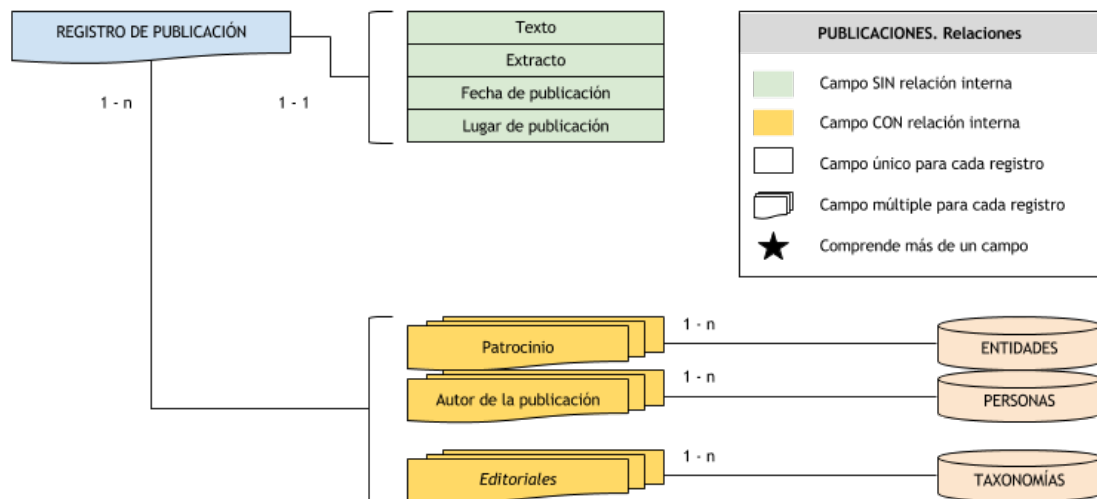 REGISTRO DE PUBLICACIÓN
1 - n
1 - 1
Texto
Extracto
Fecha de publicación
Lugar de publicación
PUBLICACIONES. Relaciones
Campo SIN relación interna
Campo CON relación interna
Campo único para cada registro
Campo múltiple para cada registro
Comprende más de un campo
Patrocinio
1 - n
ENTIDADES
Autor de la publicación
1 - n
PERSONAS
Editoriales
1 - n
TAXONOMÍAS